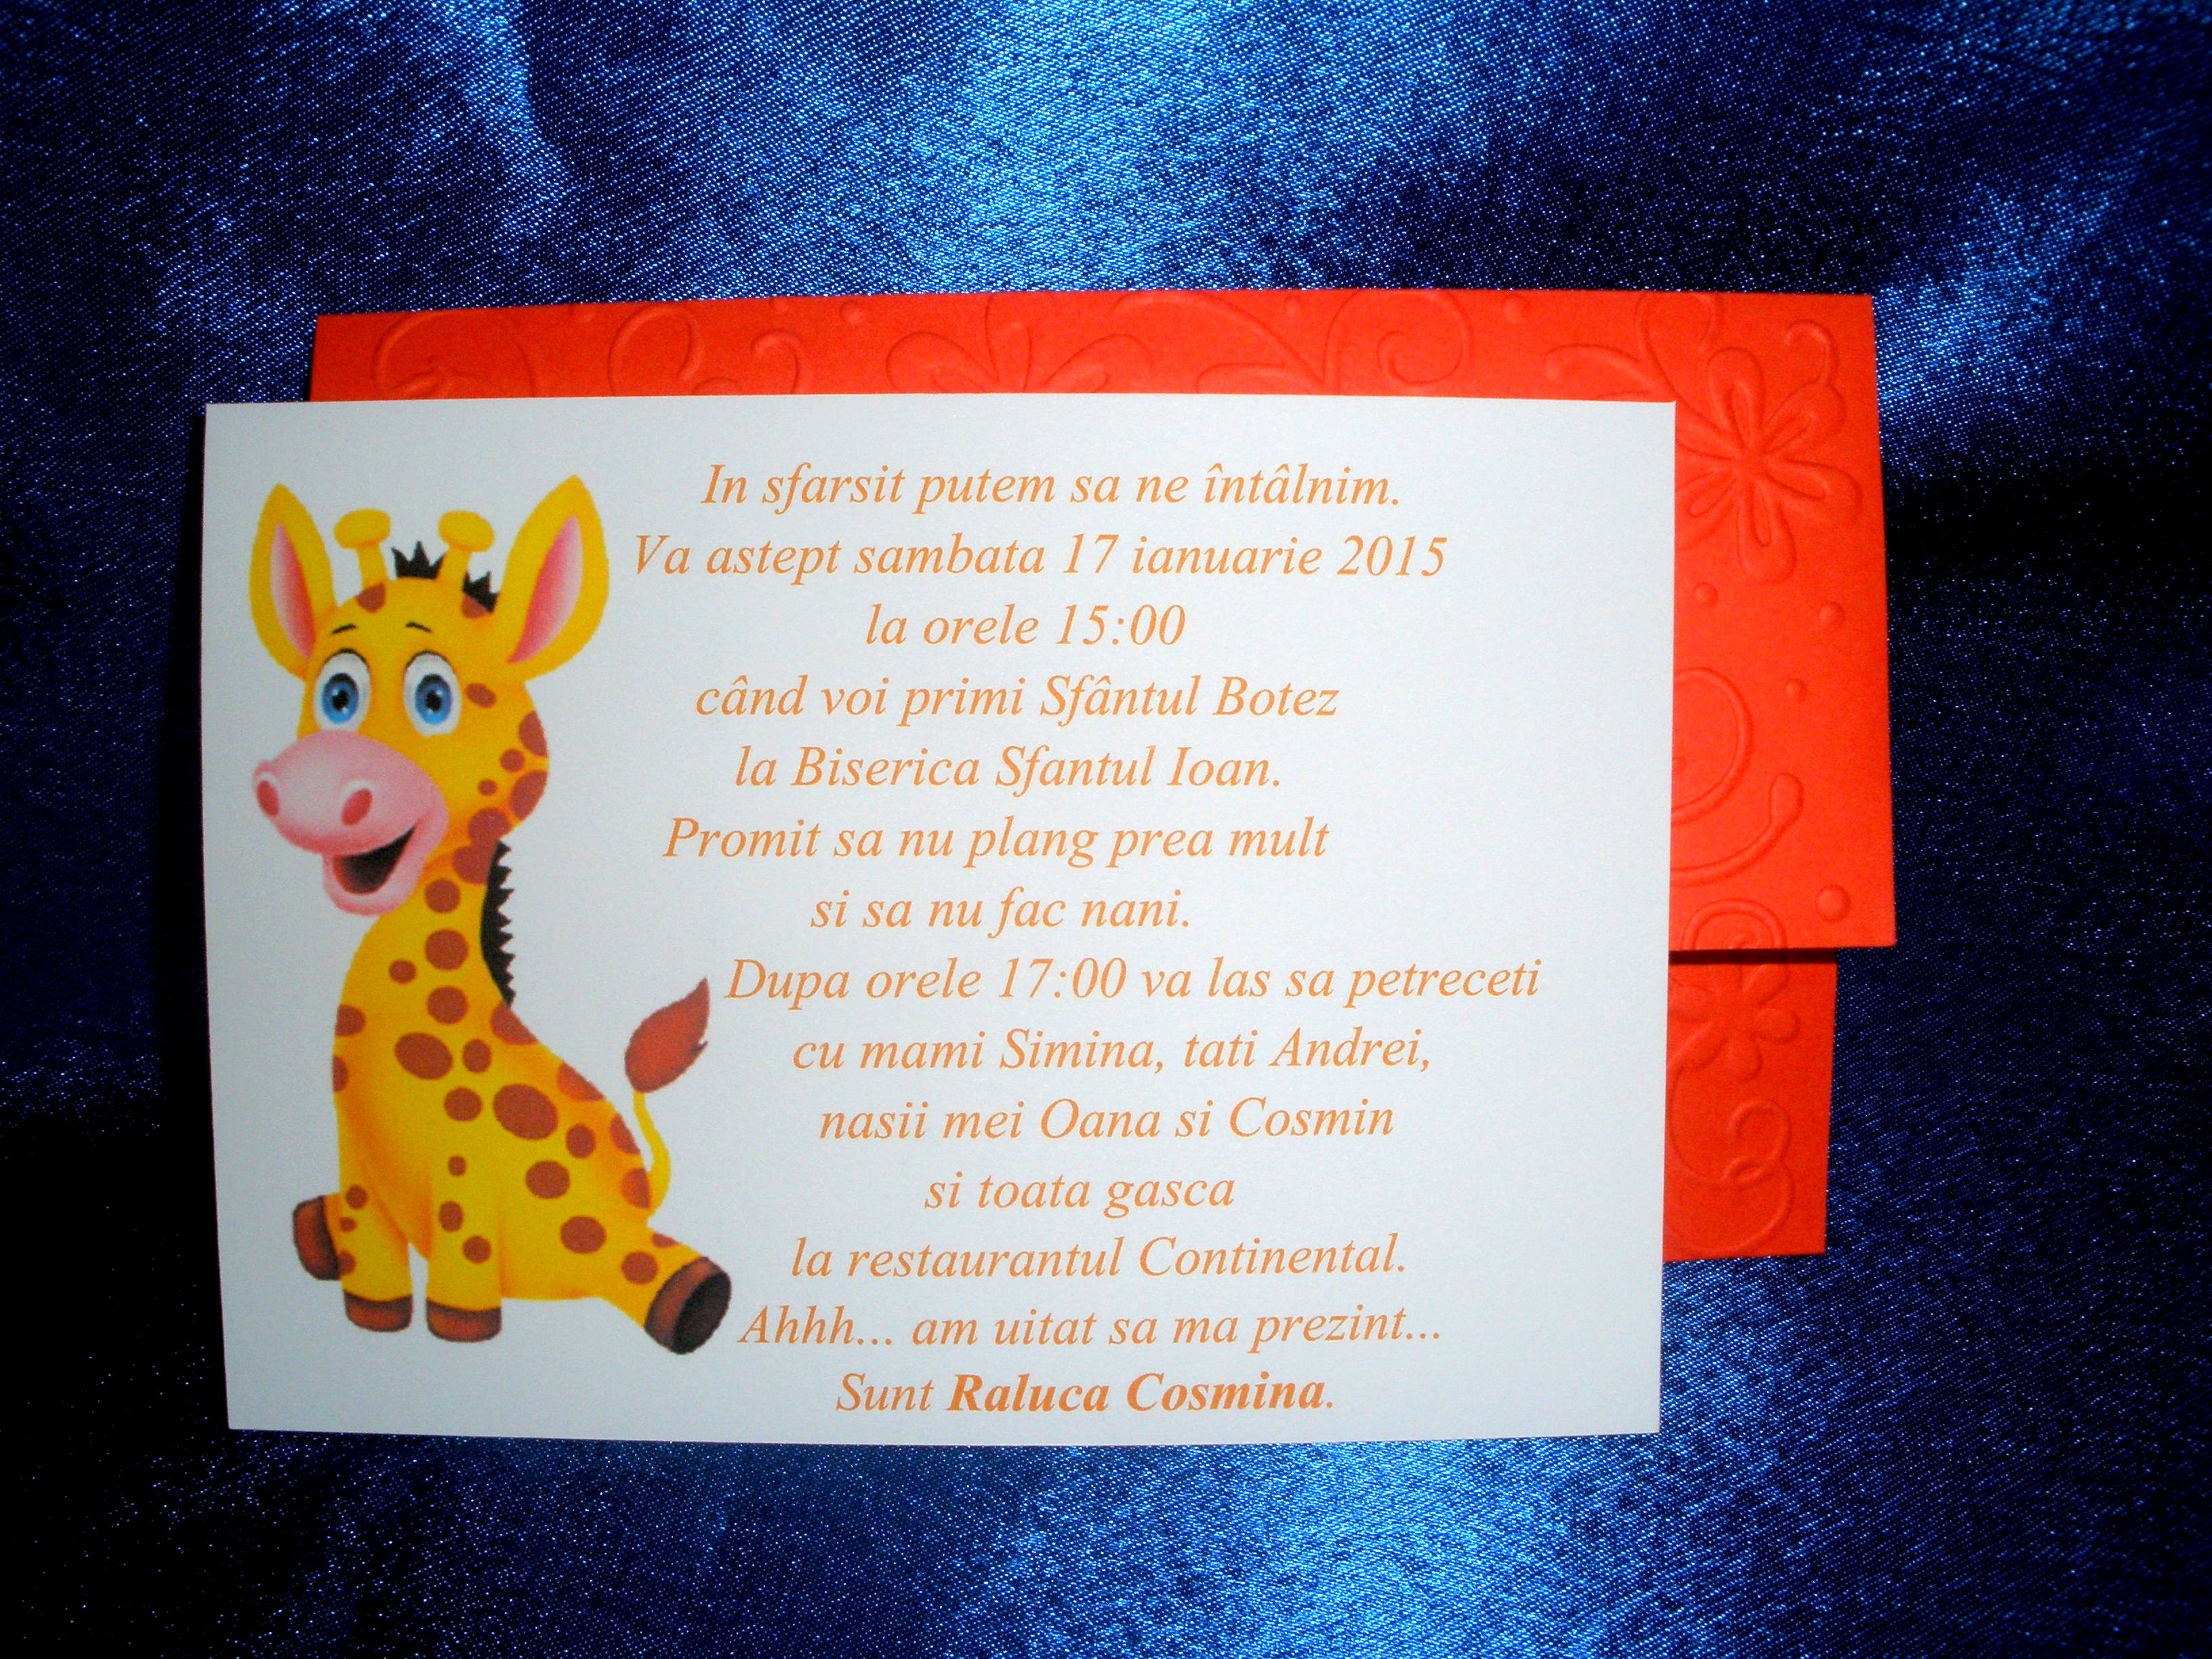 In sfarsit putem sa ne întâlnim.
Va astept sambata 17 ianuarie 2015
la orele 15:00
când voi primi Sfântul Botez
la Biserica Sfantul Ioan.
Promit sa nu plang prea mult
si sa nu fac nani.
Dupa orele 17:00 va las sa petreceti
cu mami Simina, tati Andrei,
nasii mei Oana si Cosmin
si toata gasca
la restaurantul Continental.
Ahhh... am uitat sa ma prezint...
Sunt Raluca Cosmina.